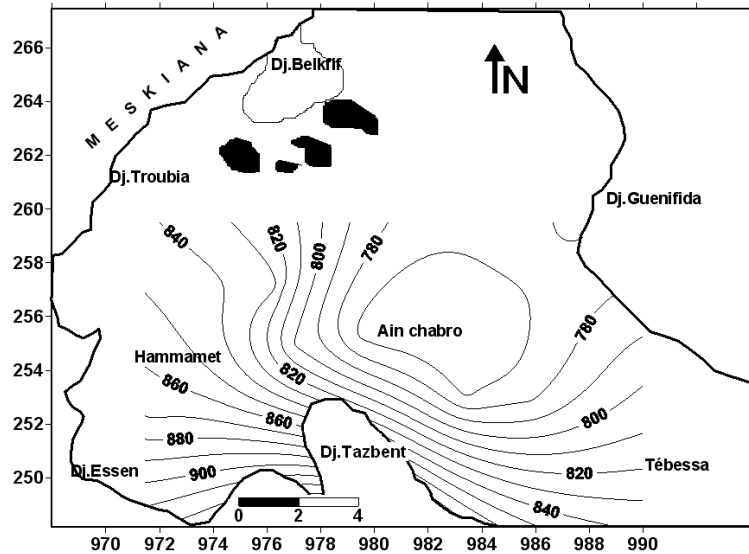 266
264
262
260
258
256
254
252
250
MESKIANA
Dj.Belkfif
N
Dj.Troubia
Dj.Guenifida
840
820
800
780
Ain chabro
780
Hammamet
860
820
860
800
880
Dj.Tazbent
Dj.Essen
900
820
Tébessa
840
0 2 4
970 972 974 976 978 980 982 984 986 988 990